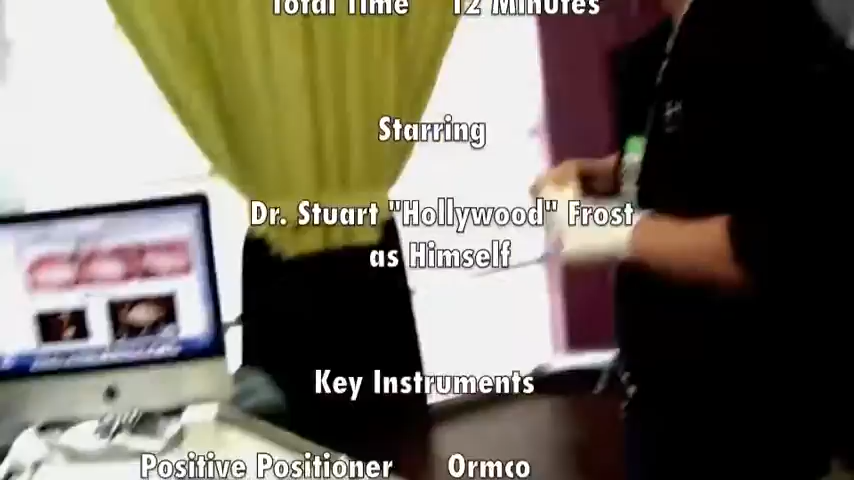 Total Time 12 Minutes
Starring
Dr. Stuart "Hollywood" Frost
as Himself
Key Instruments
Positive Positioner Ormco